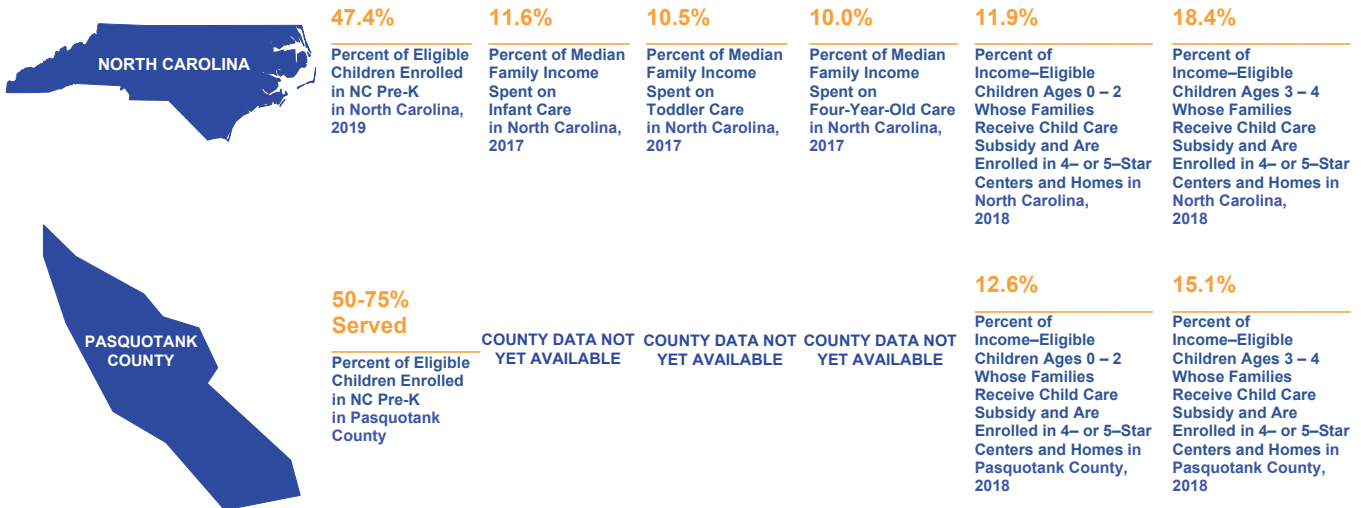 NORTH CAROLINA
47.4%
Percent of Eligible
Children Enrolled
in NC Pre-K
in North Carolina,
2019
11.6%
Percent of Median
Family Income
Spent on
Infant Care
in North Carolina,
2017
10.5%
Percent of Median
Family Income
Spent on
Toddler Care
in North Carolina,
2017
10.0%
Percent of Median
Family Income
Spent on
Four-Year-Old Care
in North Carolina,
2017
11.9%
Percent of
Income–Eligible
Children Ages 0 – 2
Whose Families
Receive Child Care
Subsidy and Are
Enrolled in 4– or 5–Star
Centers and Homes in
North Carolina,
2018
18.4%
Percent of
Income–Eligible
Children Ages 3 – 4
Whose Families
Receive Child Care
Subsidy and Are
Enrolled in 4– or 5–Star
Centers and Homes in
North Carolina,
2018
PASQUOTANK
COUNTY
50-75%
Served
Percent of Eligible
Children Enrolled
in NC Pre-K
in Pasquotank
County
COUNTY DATA NOT
YET AVAILABLE
COUNTY DATA NOT
YET AVAILABLE
COUNTY DATA NOT
YET AVAILABLE
12.6%
Percent of
Income–Eligible
Children Ages 0 – 2
Whose Families
Receive Child Care
Subsidy and Are
Enrolled in 4– or 5–Star
Centers and Homes in
Pasquotank County,
2018
15.1%
Percent of
Income–Eligible
Children Ages 3 – 4
Whose Families
Receive Child Care
Subsidy and Are
Enrolled in 4– or 5–Star
Centers and Homes in
Pasquotank County,
2018